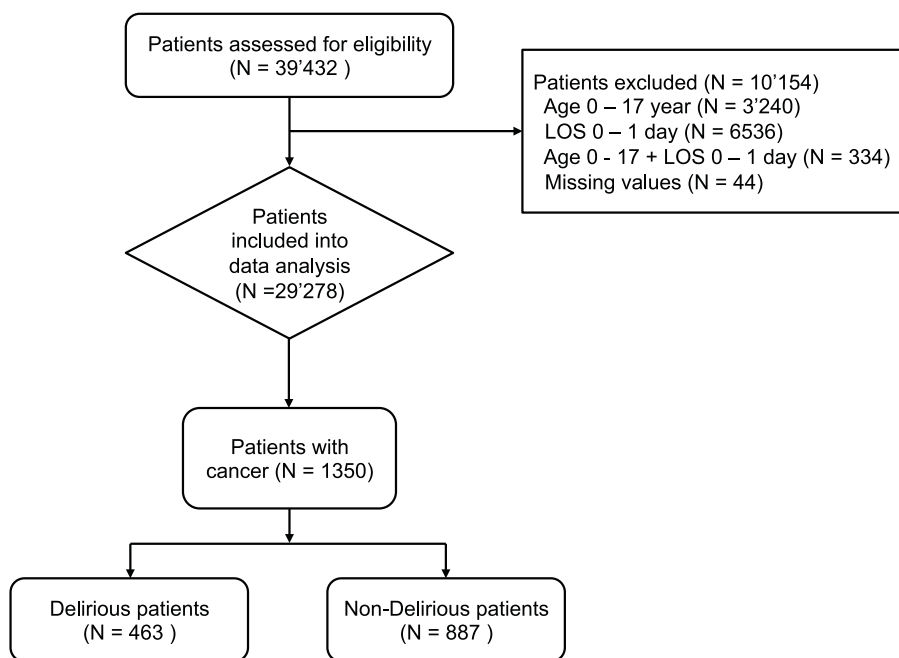 Patients assessed for eligibility
(N = 39’432 )
Patients excluded (N = 10’154)
Age 0 – 17 year (N = 3’240)
LOS 0 – 1 day (N = 6536)
Age 0 - 17 + LOS 0 – 1 day (N = 334)
Missing values (N = 44)
Patients
included into
data analysis
(N =29’278)
Patients with
cancer (N = 1350)
Delirious patients
(N = 463 )
Non-Delirious patients
(N = 887 )